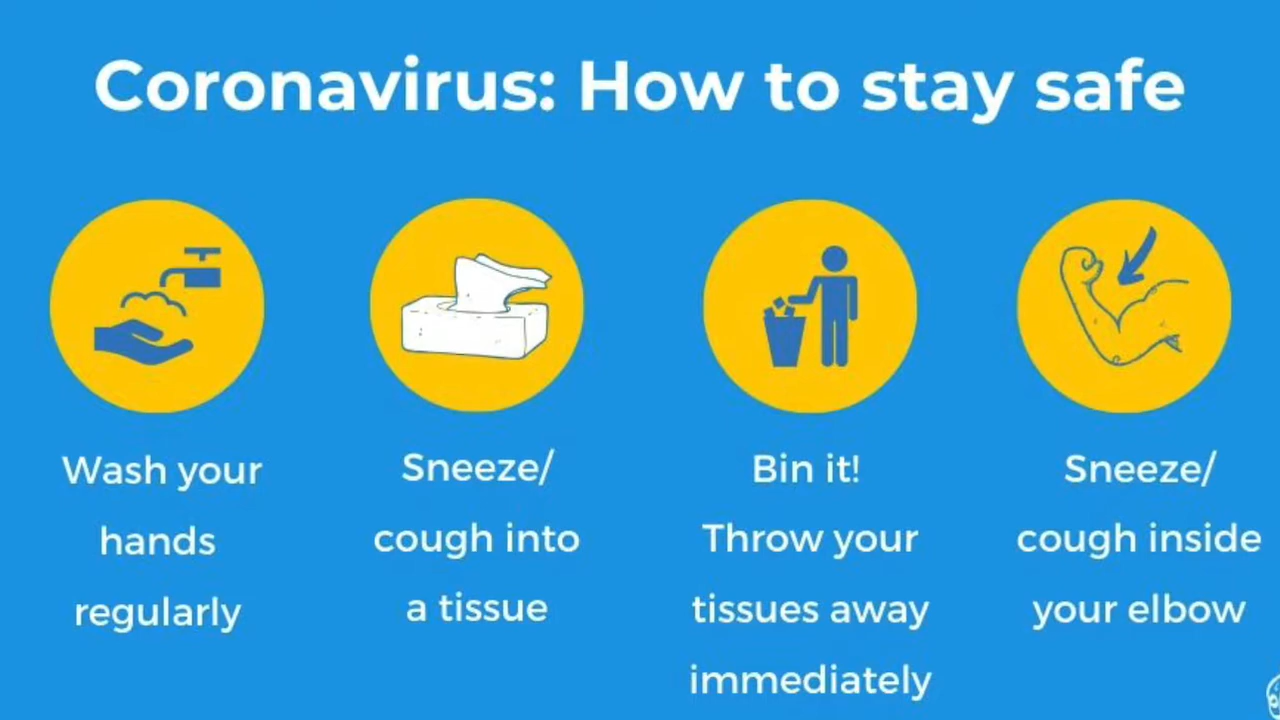 Coronavirus: How to stay safe
Wash your
hands
regularly
Sneeze/
cough into
a tissue
Bin it!
Throw your
tissues away
immediately
Sneeze/
cough inside
your elbow